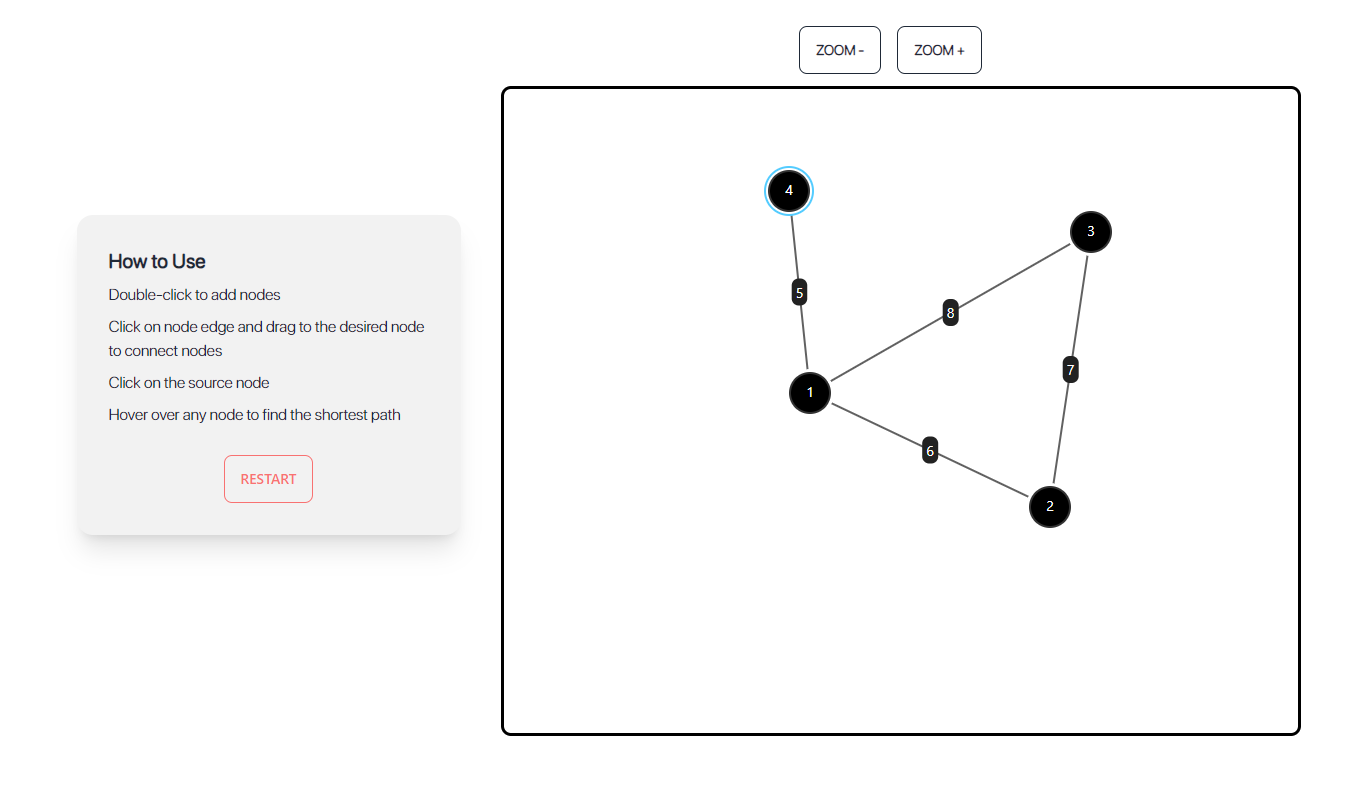 ZOOM -
ZOOM +
How to Use
Double-click to add nodes
Click on node edge and drag to the desired node
to connect nodes
Click on the source node
Hover over any node to find the shortest path
RESTART
4
3
5
8
7
1
6
2